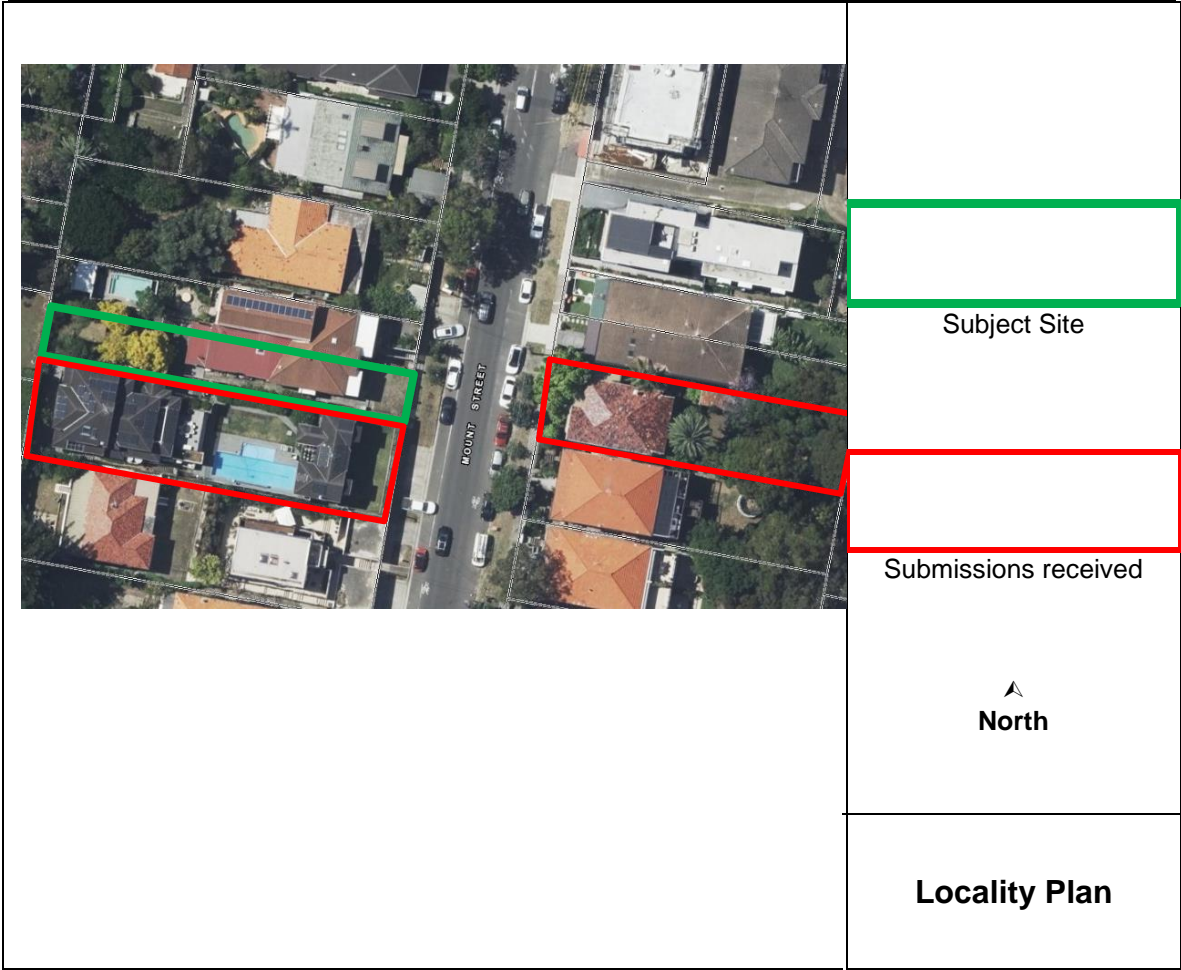 MOUNT STREET
Subject Site
Submissions received
North
Locality Plan